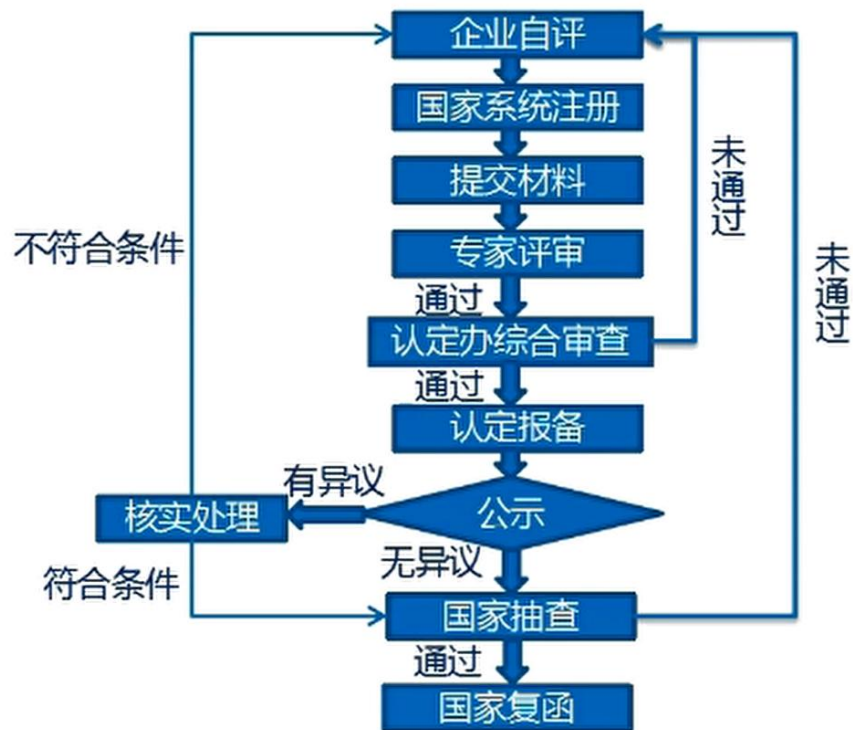 企业自评
国家系统注册
提交材料
未通过
不符合条件
专家评审
未通过
通过
认定办综合审查
通过
认定报备
有异议
核实处理
公示
无异议
符合条件
国家抽查
通过
国家复函